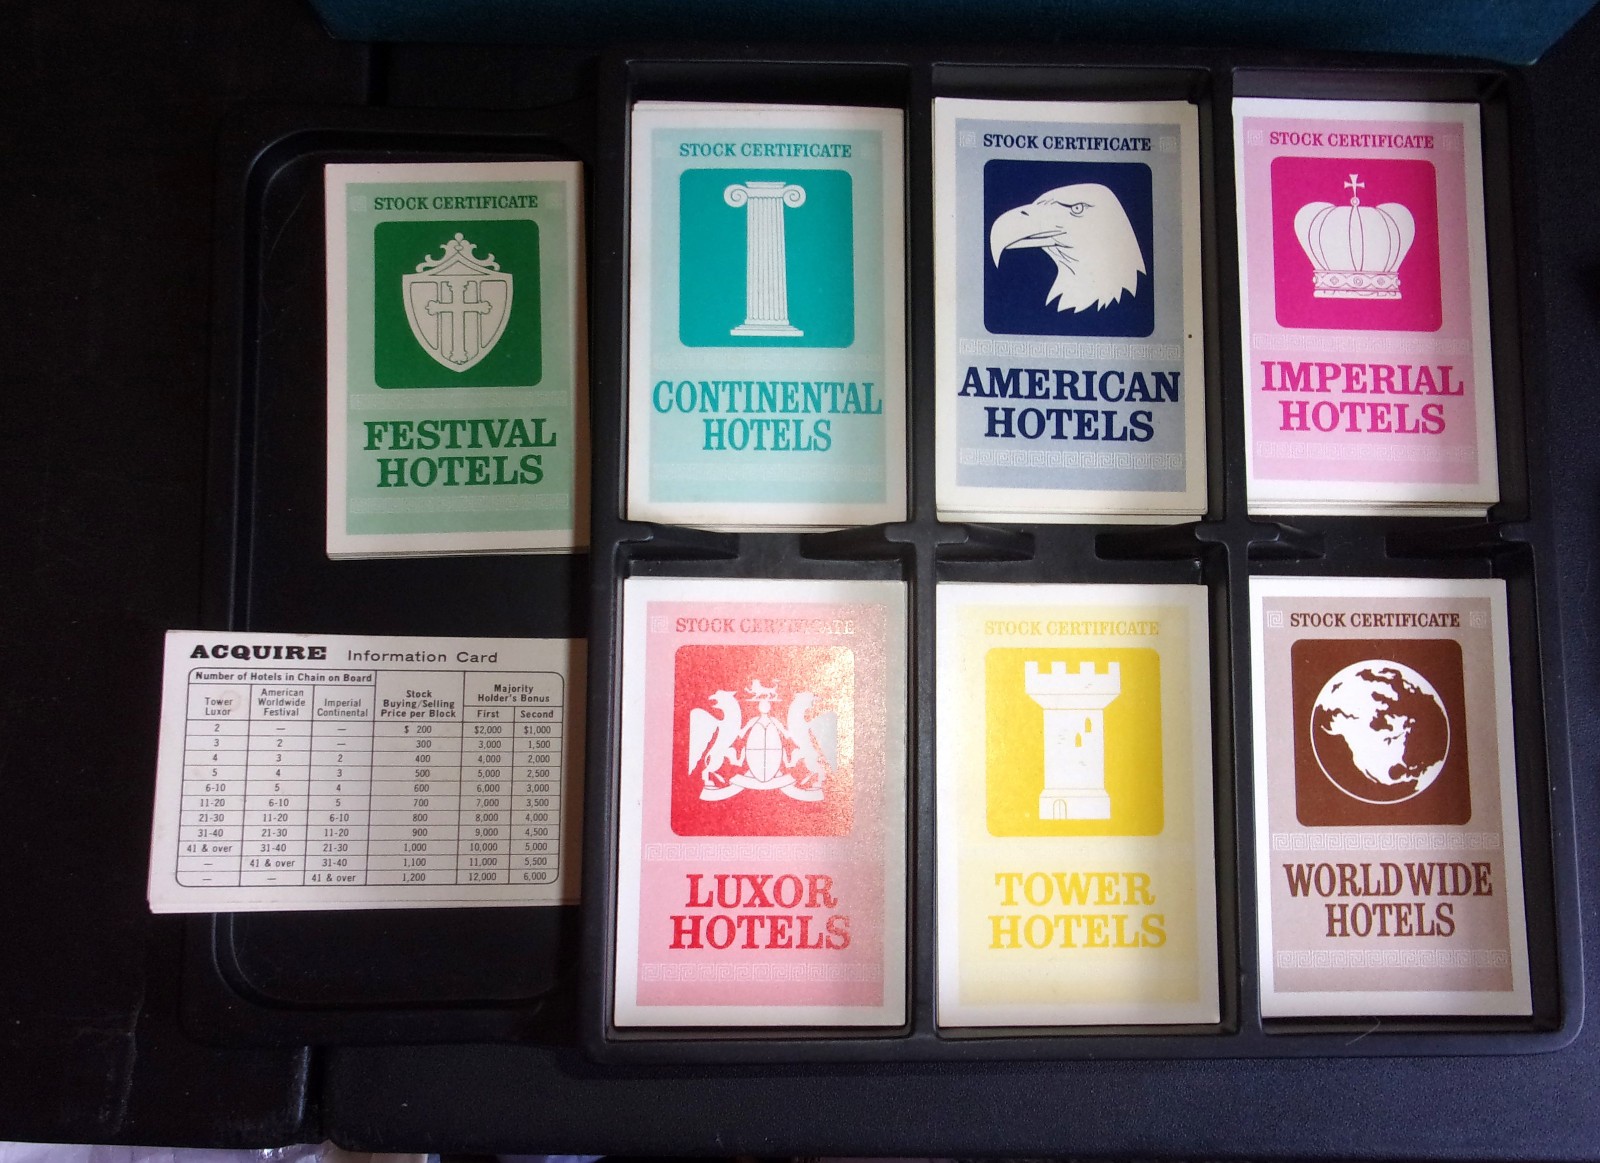 STOCK CERTIFICATE
FESTIVAL
HOTELS
STOCK CERTIFICATE
CONTINENTAL
HOTELS
STOCK CERTIFICATE
AMERICAN
HOTELS
STOCK CERTIFICATE
IMPERIAL
HOTELS
ACQUIRE Information Card
Number of Hotels in Chain on Board
Tower
Luxor
American
Worldwide
Festival
Imperial
Continental
Stock
Buying/Selling
Price per Block
Majority
Holder's Bonus
First Second
2 — — $ 200 $2,000 $1,000
3 2 — 300 3,000 1,500
4 3 2 400 4,000 2,000
5 4 3 500 5,000 2,500
6-10 5 4 600 6,000 3,000
11-20 6-10 5 700 7,000 3,500
21-30 11-20 6-10 800 8,000 4,000
31-40 21-30 11-20 900 9,000 4,500
41 & over 31-40 21-30 1,000 10,000 5,000
— 41 & over 31-40 1,100 11,000 5,500
— — 41 & over 1,200 12,000 6,000
STOCK CERTIFICATE
LUXOR
HOTELS
STOCK CERTIFICATE
TOWER
HOTELS
STOCK CERTIFICATE
WORLDWIDE
HOTELS